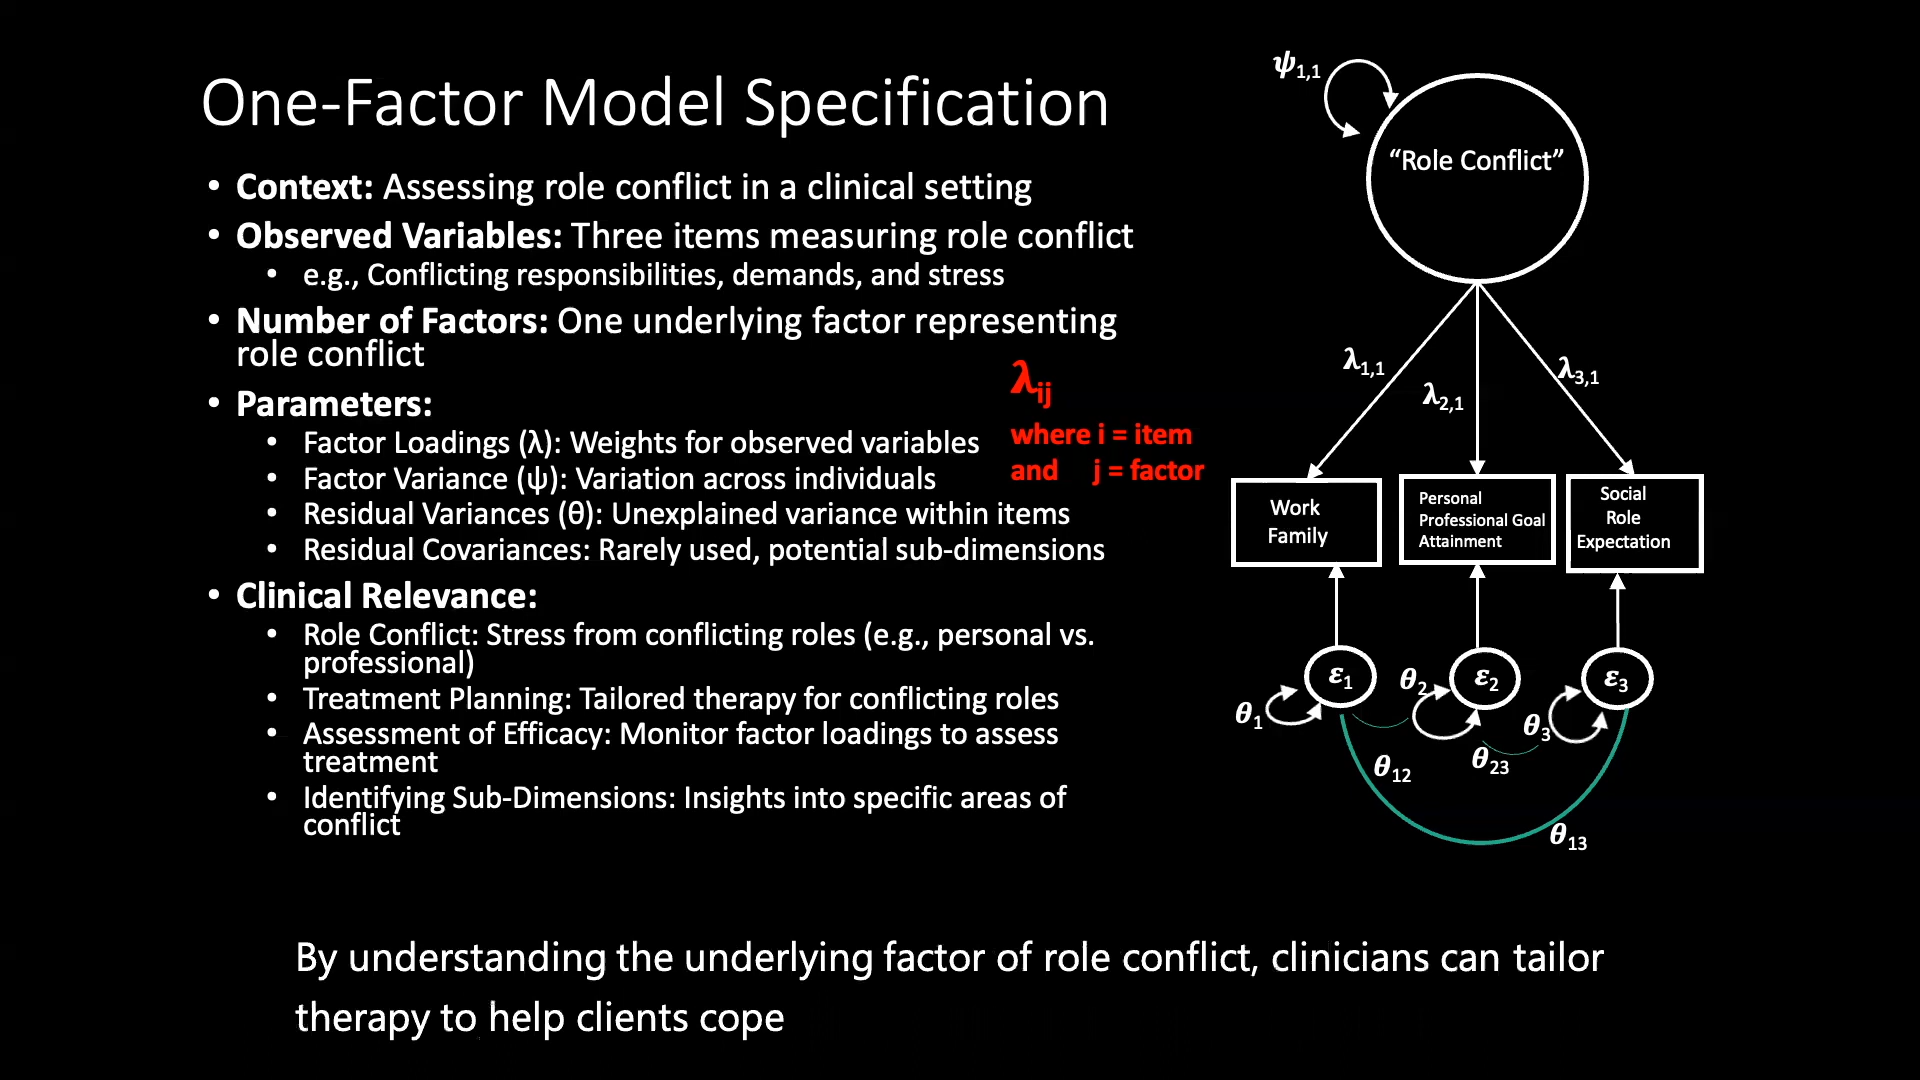 One-Factor Model Specification
• Context: Assessing role conflict in a clinical setting
• Observed Variables: Three items measuring role conflict
• e.g., Conflicting responsibilities, demands, and stress
• Number of Factors: One underlying factor representing
role conflict
• Parameters:
• Factor Loadings (λ): Weights for observed variables
• Factor Variance (ψ): Variation across individuals
• Residual Variances (θ): Unexplained variance within items
• Residual Covariances: Rarely used, potential sub-dimensions
• Clinical Relevance:
• Role Conflict: Stress from conflicting roles (e.g., personal vs.
professional)
• Treatment Planning: Tailored therapy for conflicting roles
• Assessment of Efficacy: Monitor factor loadings to assess
treatment
• Identifying Sub-Dimensions: Insights into specific areas of
conflict
λij
where i = item
and j = factor
ψ1,1
“Role Conflict”
λ1,1
λ2,1
λ3,1
Work
Family
Personal
Professional Goal
Attainment
Social
Role
Expectation
ε1
ε2
ε3
θ1
θ2
θ3
θ12
θ23
θ13
By understanding the underlying factor of role conflict, clinicians can tailor
therapy to help clients cope